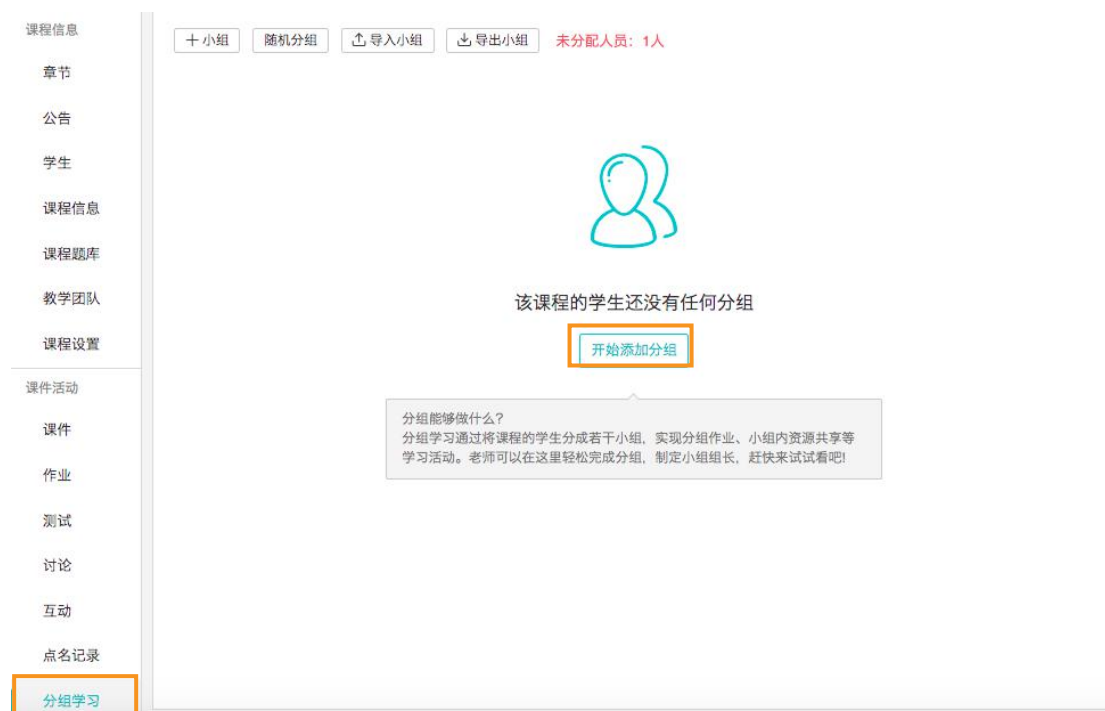 课程信息
章节
公告
学生
课程信息
课程题库
教学团队
课程设置
课件活动
课件
作业
测试
讨论
互动
点名记录
分组学习
十小组 随机分组 导入小组 导出小组 未分配人员：1人
该课程的学生还没有任何分组
开始添加分组
分组能够做什么？
分组学习通过将课程的学生分成若干小组，实现分组作业、小组内资源共享等
学习活动。老师可以在这里轻松完成分组，制定小组组长，赶快来试试看吧!